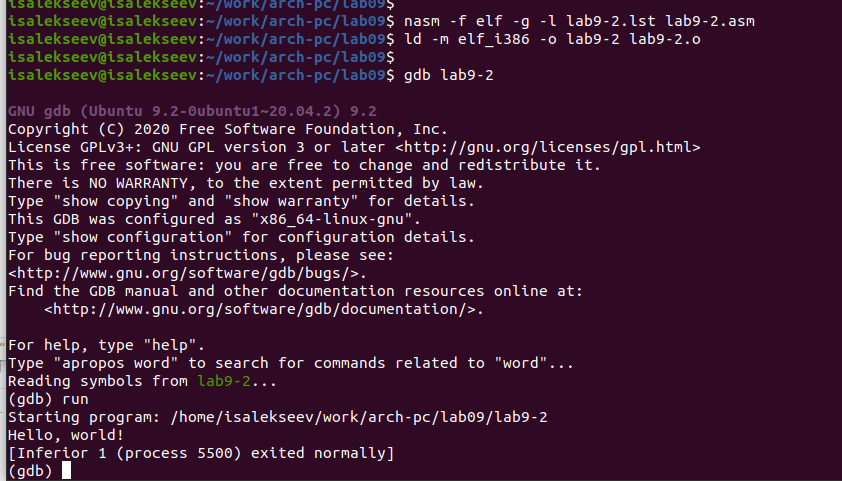 isalekseev@isalekseev:~/work/arch-pc/lab09$
isalekseev@isalekseev:~/work/arch-pc/lab09$ nasm -f elf -g -l lab9-2.lst lab9-2.asm
isalekseev@isalekseev:~/work/arch-pc/lab09$ ld -m elf_i386 -o lab9-2 lab9-2.o
isalekseev@isalekseev:~/work/arch-pc/lab09$
isalekseev@isalekseev:~/work/arch-pc/lab09$ gdb lab9-2
GNU gdb (Ubuntu 9.2-0ubuntu1~20.04.2) 9.2
Copyright (C) 2020 Free Software Foundation, Inc.
License GPLv3+: GNU GPL version 3 or later <http://gnu.org/licenses/gpl.html>
This is free software: you are free to change and redistribute it.
There is NO WARRANTY, to the extent permitted by law.
Type "show copying" and "show warranty" for details.
This GDB was configured as "x86_64-linux-gnu".
Type "show configuration" for configuration details.
For bug reporting instructions, please see:
<http://www.gnu.org/software/gdb/bugs/>.
Find the GDB manual and other documentation resources online at:
    <http://www.gnu.org/software/gdb/documentation/>.
For help, type "help".
Type "apropos word" to search for commands related to "word"...
Reading symbols from lab9-2...
(gdb) run
Starting program: /home/isalekseev/work/arch-pc/lab09/lab9-2
Hello, world!
[Inferior 1 (process 5500) exited normally]
(gdb)